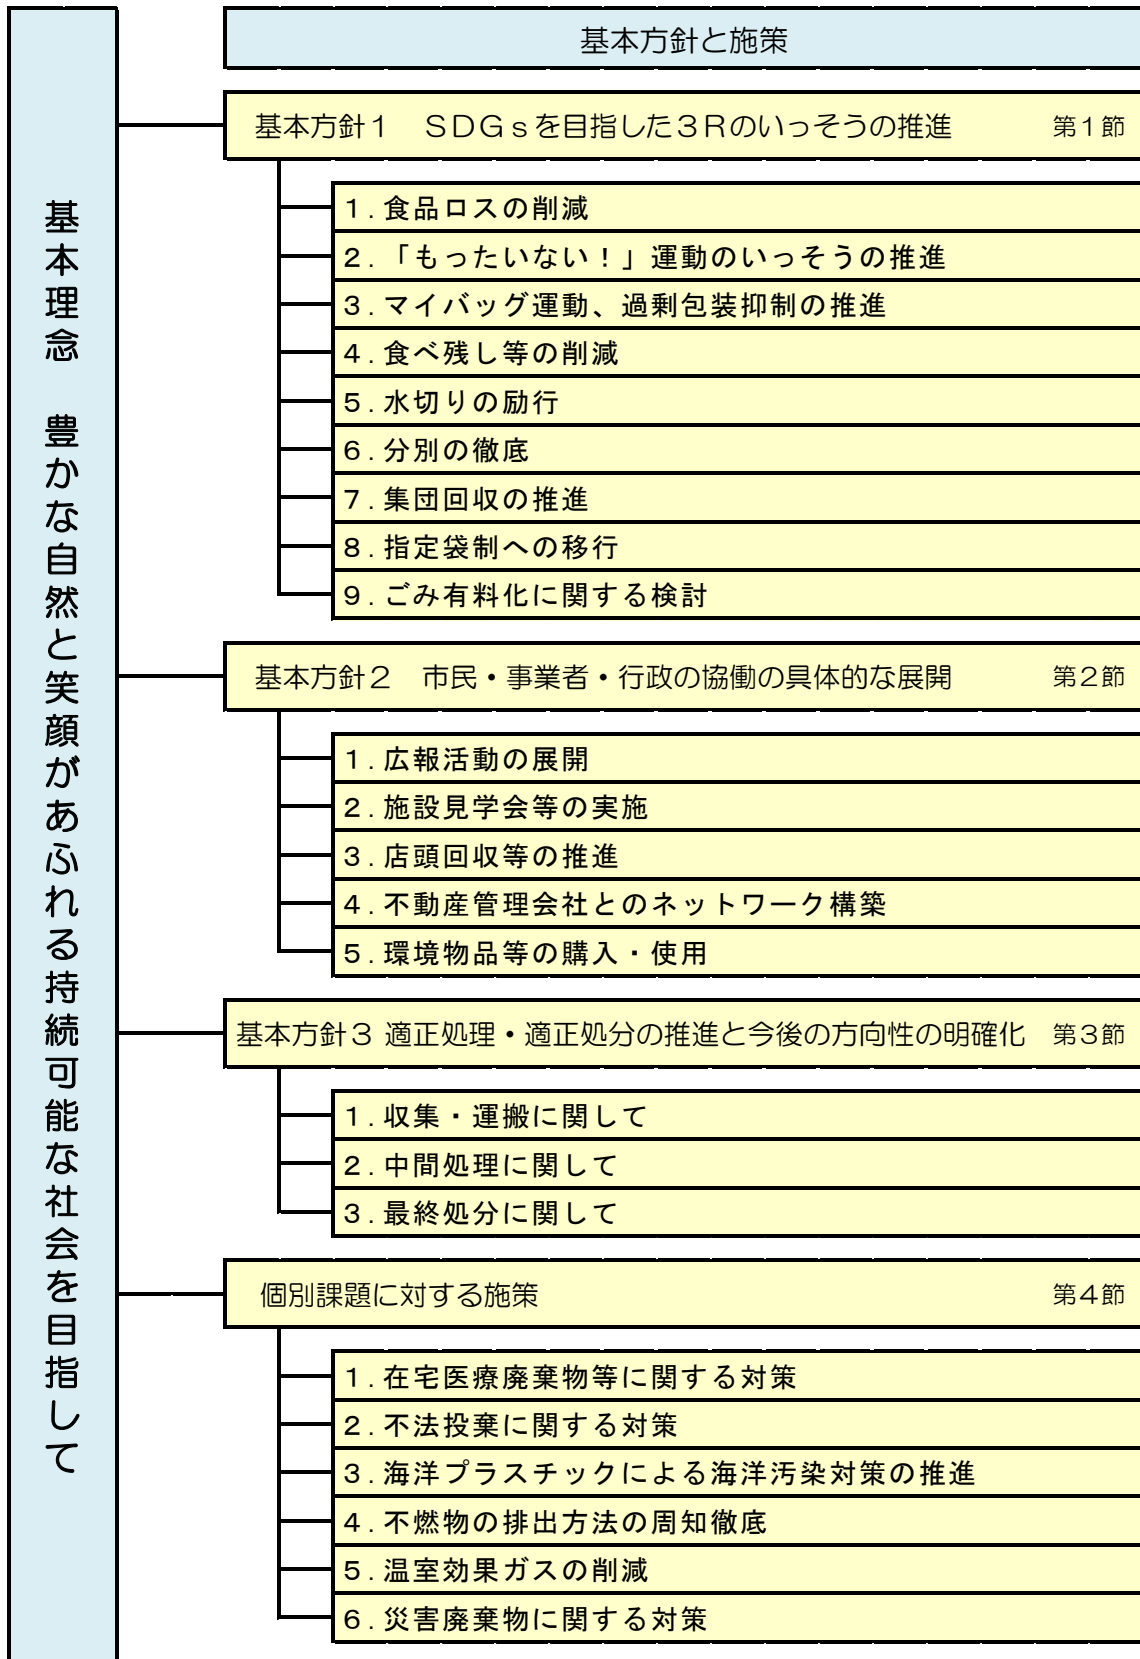 基本理念　豊かな自然と笑顔があふれる持続可能な社会を目指して
基本方針と施策
基本方針１　ＳＤＧｓを目指した３Ｒのいっそうの推進　第１節
１．食品ロスの削減
２．「もったいない！」運動のいっそうの推進
３．マイバッグ運動、過剰包装抑制の推進
４．食べ残し等の削減
５．水切りの励行
６．分別の徹底
７．集団回収の推進
８．指定袋制への移行
９．ごみ有料化に関する検討
基本方針２　市民・事業者・行政の協働の具体的な展開　第２節
１．広報活動の展開
２．施設見学会等の実施
３．店頭回収等の推進
４．不動産管理会社とのネットワーク構築
５．環境物品等の購入・使用
基本方針３ 適正処理・適正処分の推進と今後の方向性の明確化　第３節
１．収集・運搬に関して
２．中間処理に関して
３．最終処分に関して
個別課題に対する施策　第４節
１．在宅医療廃棄物等に関する対策
２．不法投棄に関する対策
３．海洋プラスチックによる海洋汚染対策の推進
４．不燃物の排出方法の周知徹底
５．温室効果ガスの削減
６．災害廃棄物に関する対策